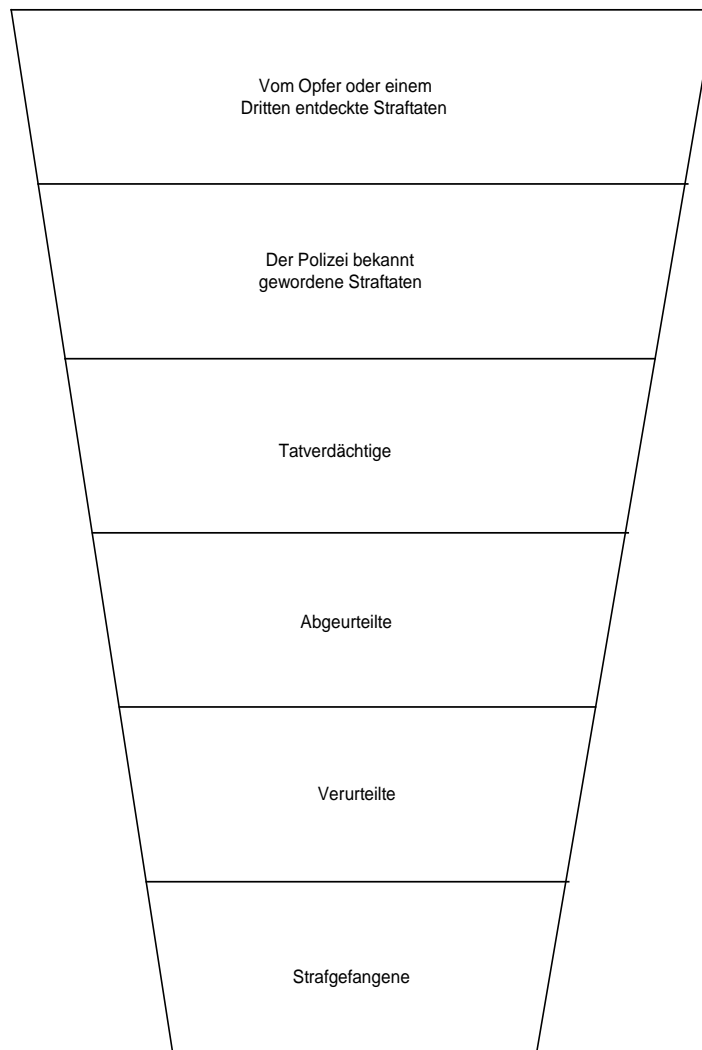 Vom Opfer oder einem
Dritten entdeckte Straftaten
Der Polizei bekannt
gewordene Straftaten
Tatverdächtige
Abgeurteilte
Verurteilte
Strafgefangene